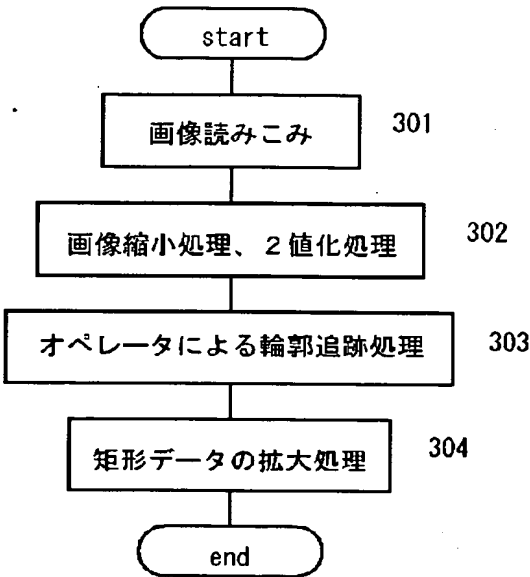 start
画像読みこみ 301
画像縮小処理、２値化処理 302
オペレータによる輪郭追跡処理 303
矩形データの拡大処理 304
end